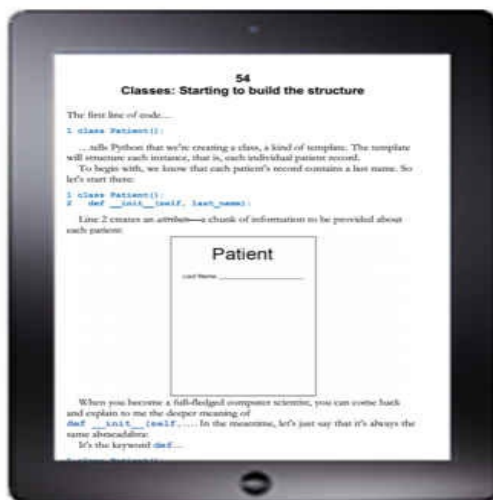 54
Classes: Starting to build the structure
The first line of code…
1 class Patient():
…tells Python that we're creating a class, a kind of template. The template
will structure each instance, that is, each individual patient record.
To begin with, we know that each patient's record contains a last name. So
let's start there:
1 class Patient():
2 def __init__(self, last_name):
Line 2 creates an attribute—a chunk of information to be provided about
each patient:
Patient
Last Name
When you become a full-fledged computer scientist, you can come back
and explain to me the deeper meaning of
def __init__(self,…. In the meantime, let's just say that it's always the
same abracadabra:
It's the keyword def…
1 class Patient():